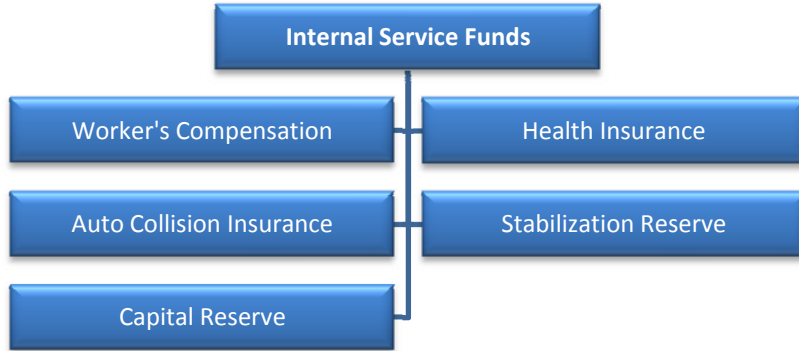 Internal Service Funds
Worker's Compensation
Health Insurance
Auto Collision Insurance
Stabilization Reserve
Capital Reserve